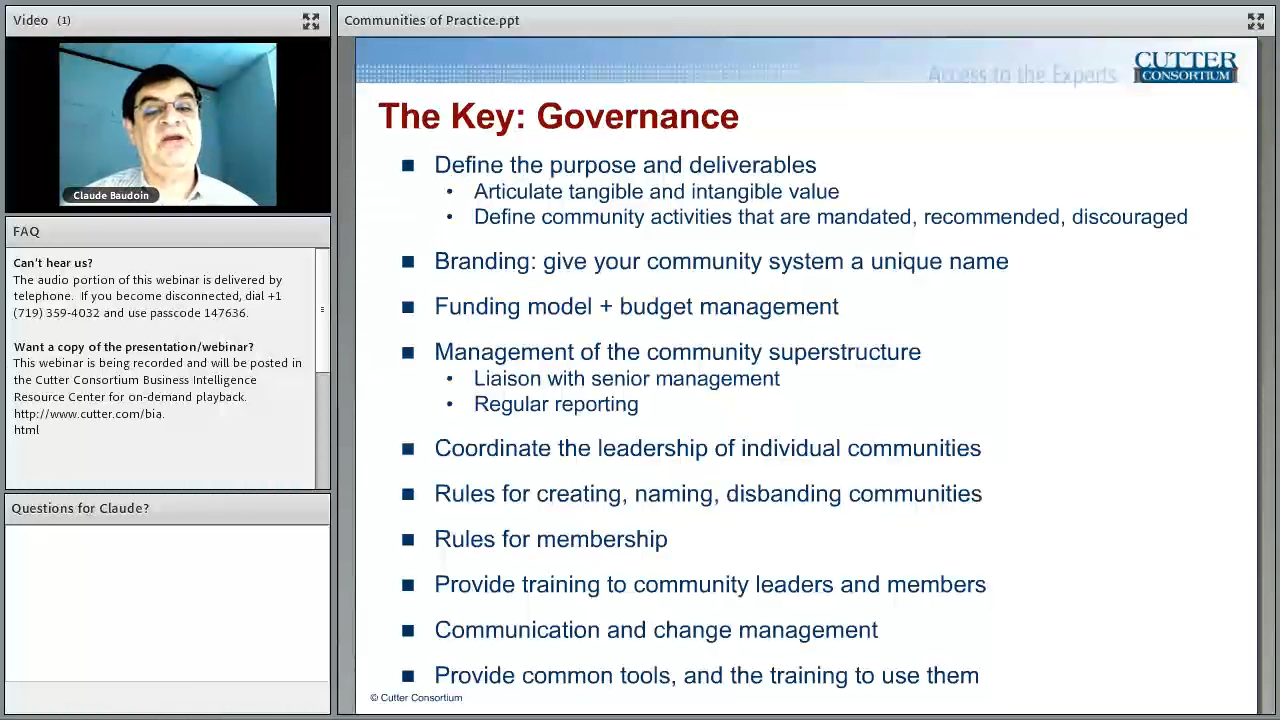 Video (1)
Claude Baudoin
FAQ
Can't hear us?
The audio portion of this webinar is delivered by
telephone. If you become disconnected, dial +1
(719) 359-4032 and use passcode 147636.
Want a copy of the presentation/webinar?
This webinar is being recorded and will be posted in
the Cutter Consortium Business Intelligence
Resource Center for on-demand playback.
http://www.cutter.com/bia.
html
Questions for Claude?
Communities of Practice.ppt
Access to the Experts
CUTTER
CONSORTIUM
The Key: Governance
Define the purpose and deliverables
• Articulate tangible and intangible value
• Define community activities that are mandated, recommended, discouraged
Branding: give your community system a unique name
Funding model + budget management
Management of the community superstructure
• Liaison with senior management
• Regular reporting
Coordinate the leadership of individual communities
Rules for creating, naming, disbanding communities
Rules for membership
Provide training to community leaders and members
Communication and change management
Provide common tools, and the training to use them
© Cutter Consortium